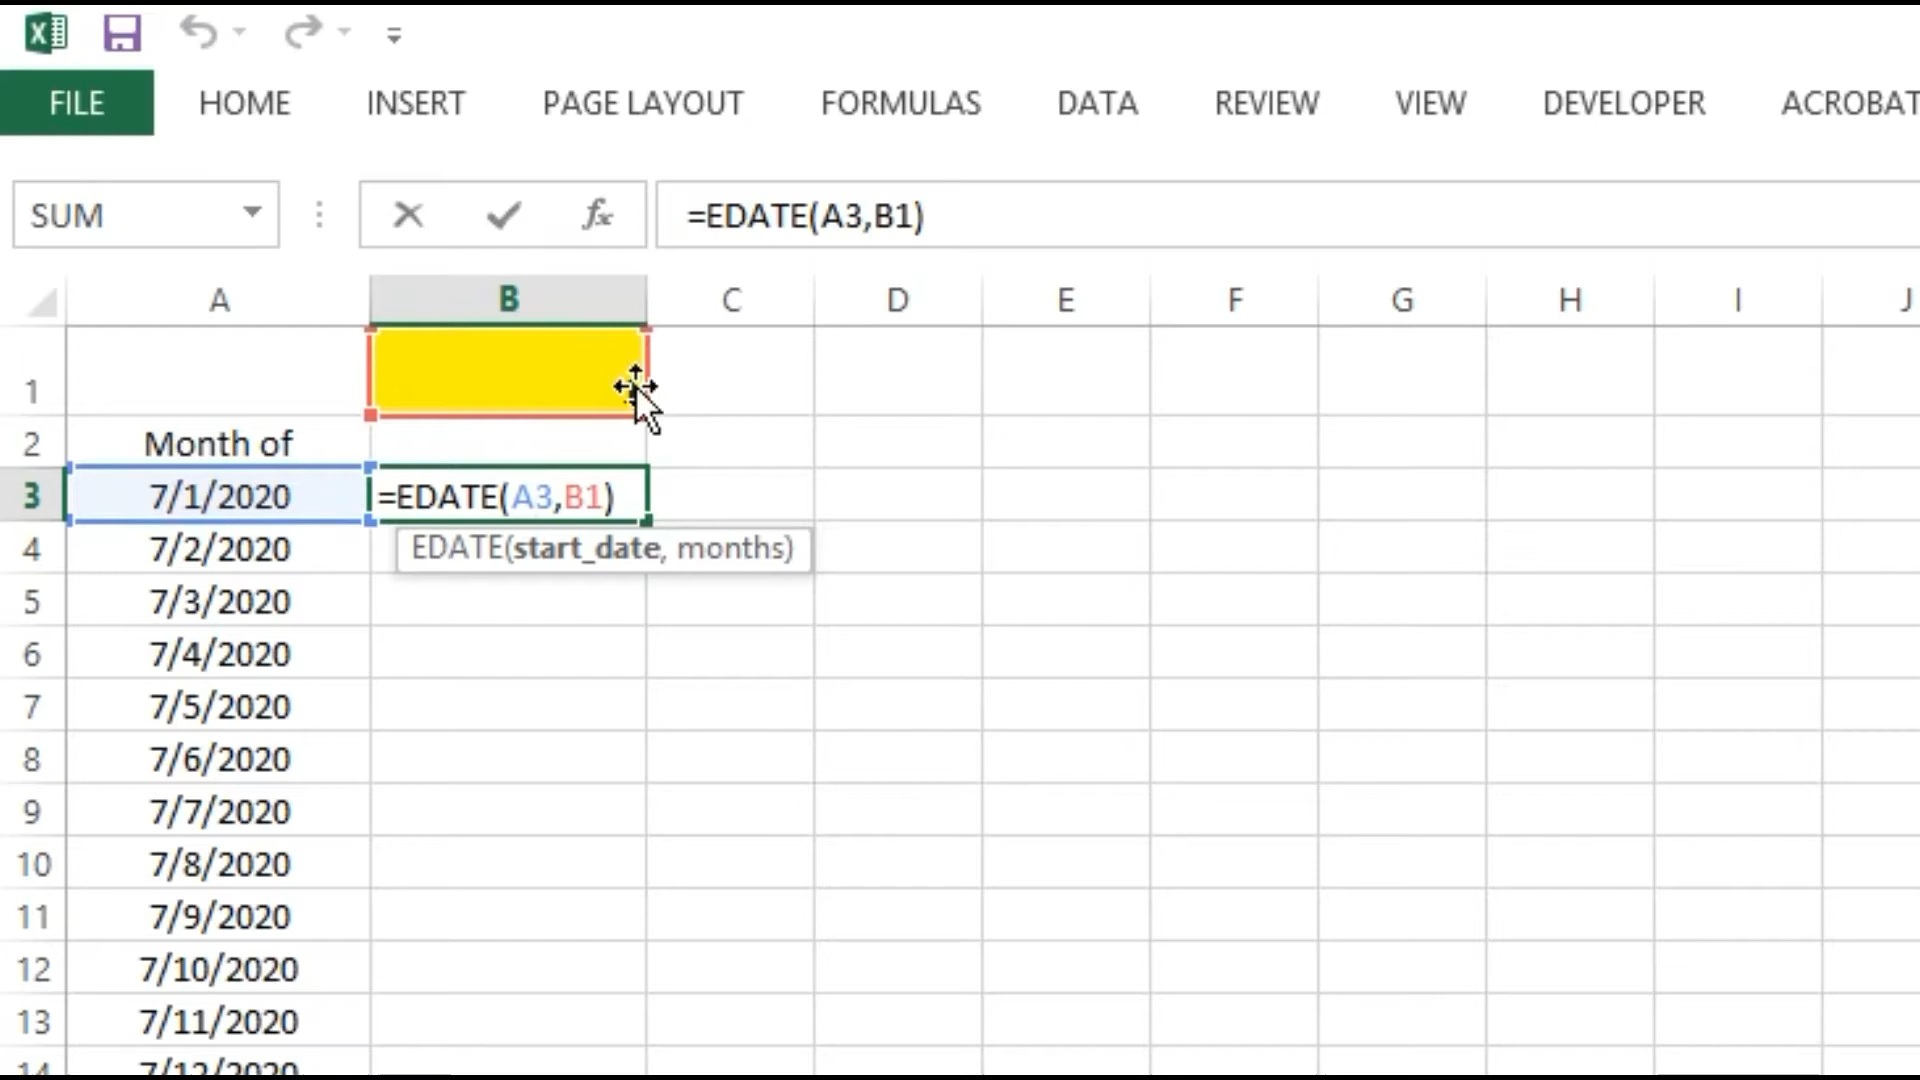 FILE HOME INSERT PAGE LAYOUT FORMULAS DATA REVIEW VIEW DEVELOPER ACROBAT
SUM fx =EDATE(A3,B1)
A B C D E F G H I J
1
2 Month of
3 7/1/2020 =EDATE(A3,B1)
4 7/2/2020 EDATE(start_date, months)
5 7/3/2020
6 7/4/2020
7 7/5/2020
8 7/6/2020
9 7/7/2020
10 7/8/2020
11 7/9/2020
12 7/10/2020
13 7/11/2020
14 7/12/2020